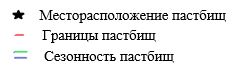 Месторасположение пастбищ
Границы пастбищ
Сезонность пастбищ